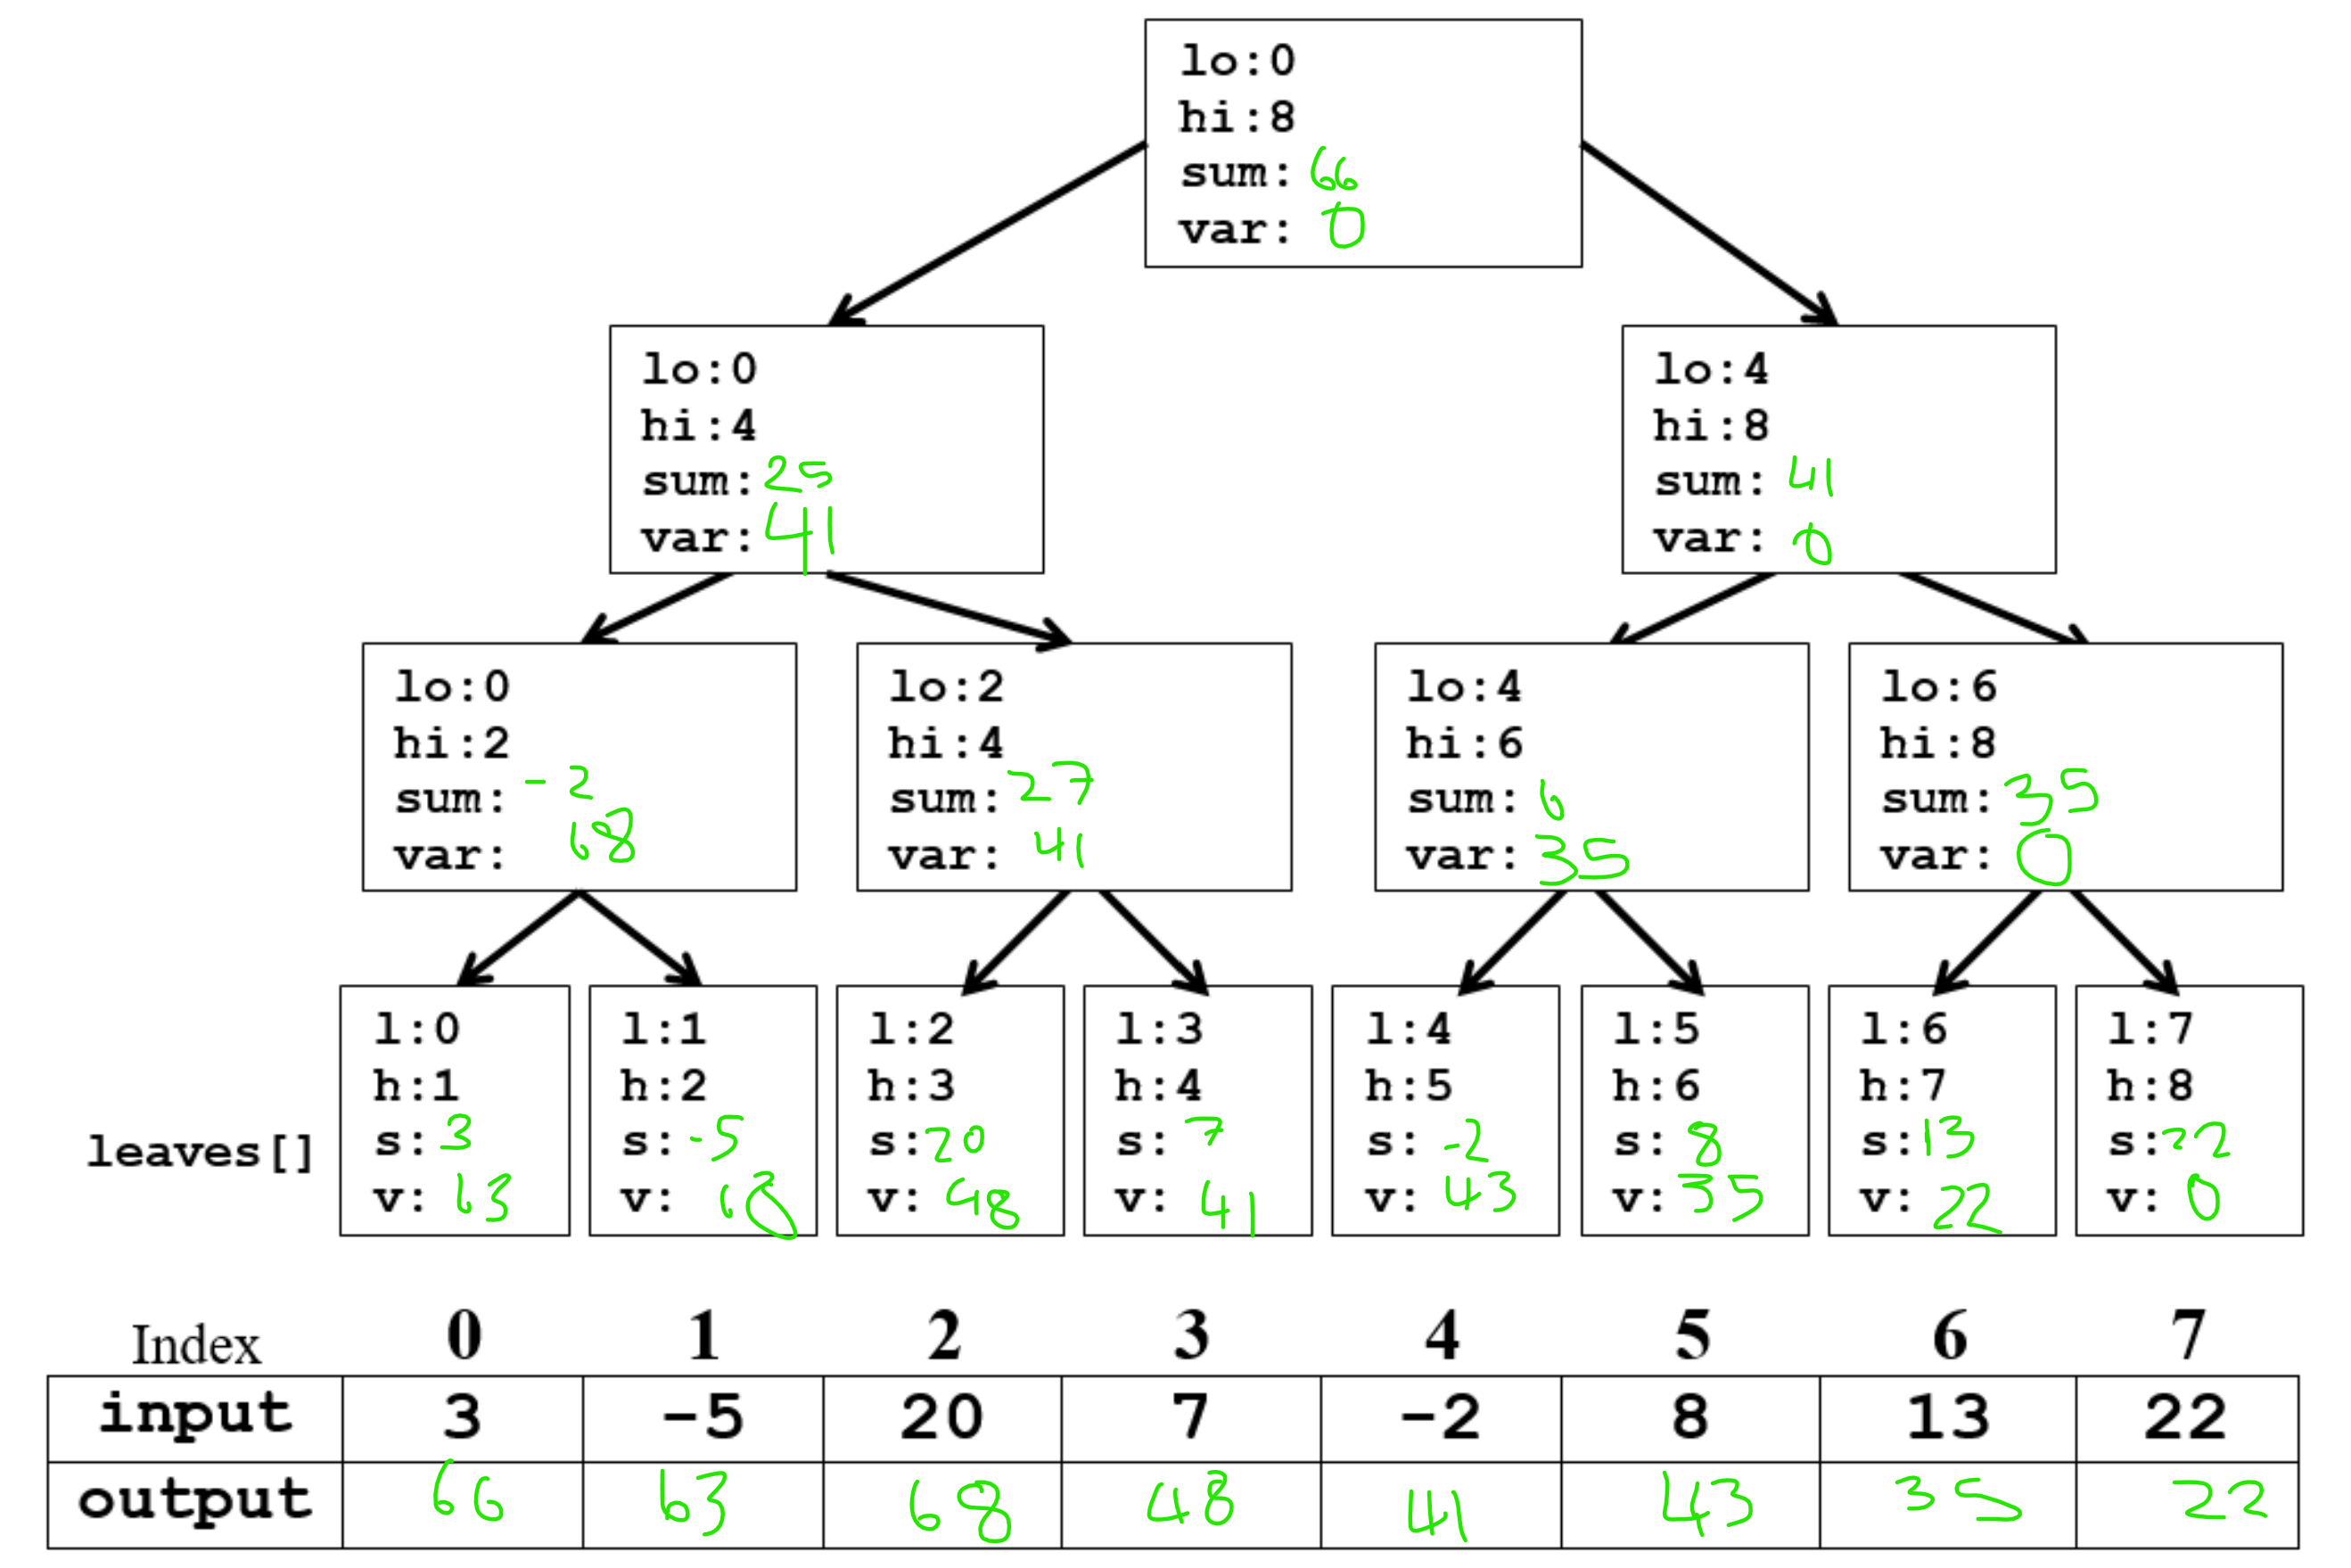 lo:0
hi:8
sum: 66
var: 0
lo:0
hi:4
sum: 25
var: 41
lo:4
hi:8
sum: 41
var: 0
lo:0
hi:2
sum: -2
var: 68
lo:2
hi:4
sum: 27
var: 41
lo:4
hi:6
sum: 6
var: 35
lo:6
hi:8
sum: 35
var: 0
leaves[]
l:0
h:1
s: 3
v: 63
l:1
h:2
s: -5
v: 68
l:2
h:3
s: 20
v: 48
l:3
h:4
s: 7
v: 41
l:4
h:5
s: -2
v: 43
l:5
h:6
s: 8
v: 35
l:6
h:7
s: 13
v: 22
l:7
h:8
s: 22
v: 0
Index 0 1 2 3 4 5 6 7
input 3 -5 20 7 -2 8 13 22
output 66 63 68 48 41 43 35 22